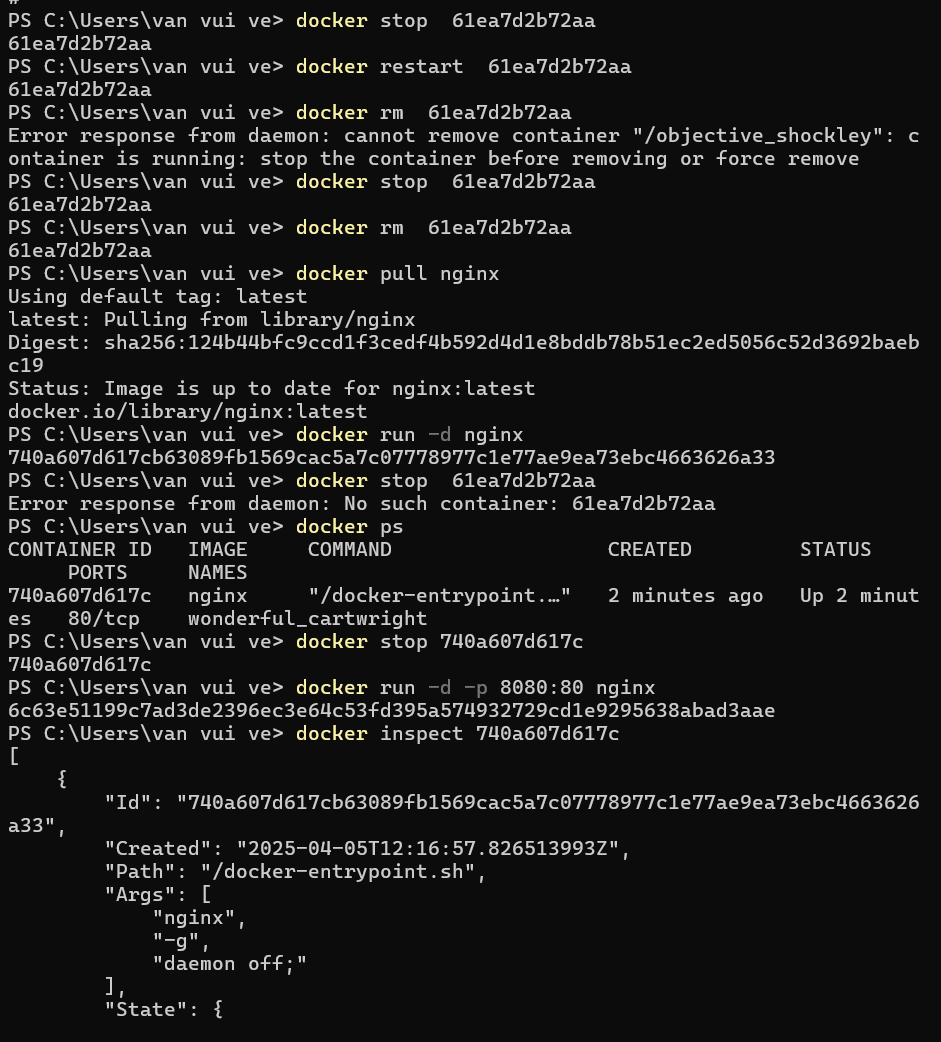 #
PS C:\Users\van vui ve> docker stop  61ea7d2b72aa
61ea7d2b72aa
PS C:\Users\van vui ve> docker restart  61ea7d2b72aa
61ea7d2b72aa
PS C:\Users\van vui ve> docker rm  61ea7d2b72aa
Error response from daemon: cannot remove container "/objective_shockley": c
ontainer is running: stop the container before removing or force remove
PS C:\Users\van vui ve> docker stop  61ea7d2b72aa
61ea7d2b72aa
PS C:\Users\van vui ve> docker rm  61ea7d2b72aa
61ea7d2b72aa
PS C:\Users\van vui ve> docker pull nginx
Using default tag: latest
latest: Pulling from library/nginx
Digest: sha256:124b44bfc9ccd1f3cedf4b592d4d1e8bddb78b51ec2ed5056c52d3692baeb
c19
Status: Image is up to date for nginx:latest
docker.io/library/nginx:latest
PS C:\Users\van vui ve> docker run -d nginx
740a607d617cb63089fb1569cac5a7c07778977c1e77ae9ea73ebc4663626a33
PS C:\Users\van vui ve> docker stop  61ea7d2b72aa
Error response from daemon: No such container: 61ea7d2b72aa
PS C:\Users\van vui ve> docker ps
CONTAINER ID   IMAGE     COMMAND                  CREATED         STATUS
     PORTS     NAMES
740a607d617c   nginx     "/docker-entrypoint.…"   2 minutes ago   Up 2 minut
es   80/tcp    wonderful_cartwright
PS C:\Users\van vui ve> docker stop 740a607d617c
740a607d617c
PS C:\Users\van vui ve> docker run -d -p 8080:80 nginx
6c63e51199c7ad3de2396ec3e64c53fd395a574932729cd1e9295638abad3aae
PS C:\Users\van vui ve> docker inspect 740a607d617c
[
    {
        "Id": "740a607d617cb63089fb1569cac5a7c07778977c1e77ae9ea73ebc4663626
a33",
        "Created": "2025-04-05T12:16:57.826513993Z",
        "Path": "/docker-entrypoint.sh",
        "Args": [
            "nginx",
            "-g",
            "daemon off;"
        ],
        "State": {